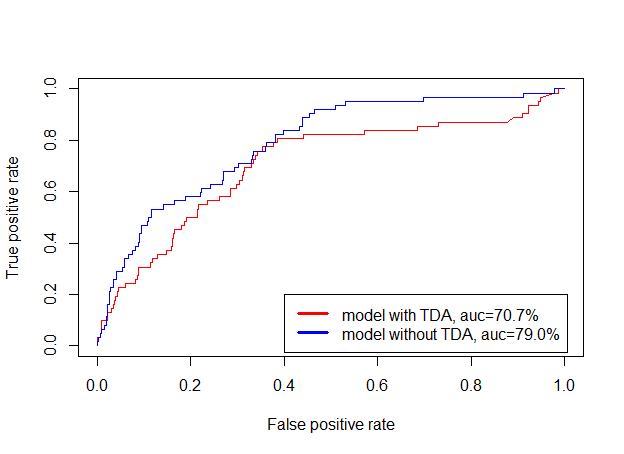 True positive rate
1.0
0.8
0.6
0.4
0.2
0.0
model with TDA, auc=70.7%
model without TDA, auc=79.0%
0.0 0.2 0.4 0.6 0.8 1.0
False positive rate